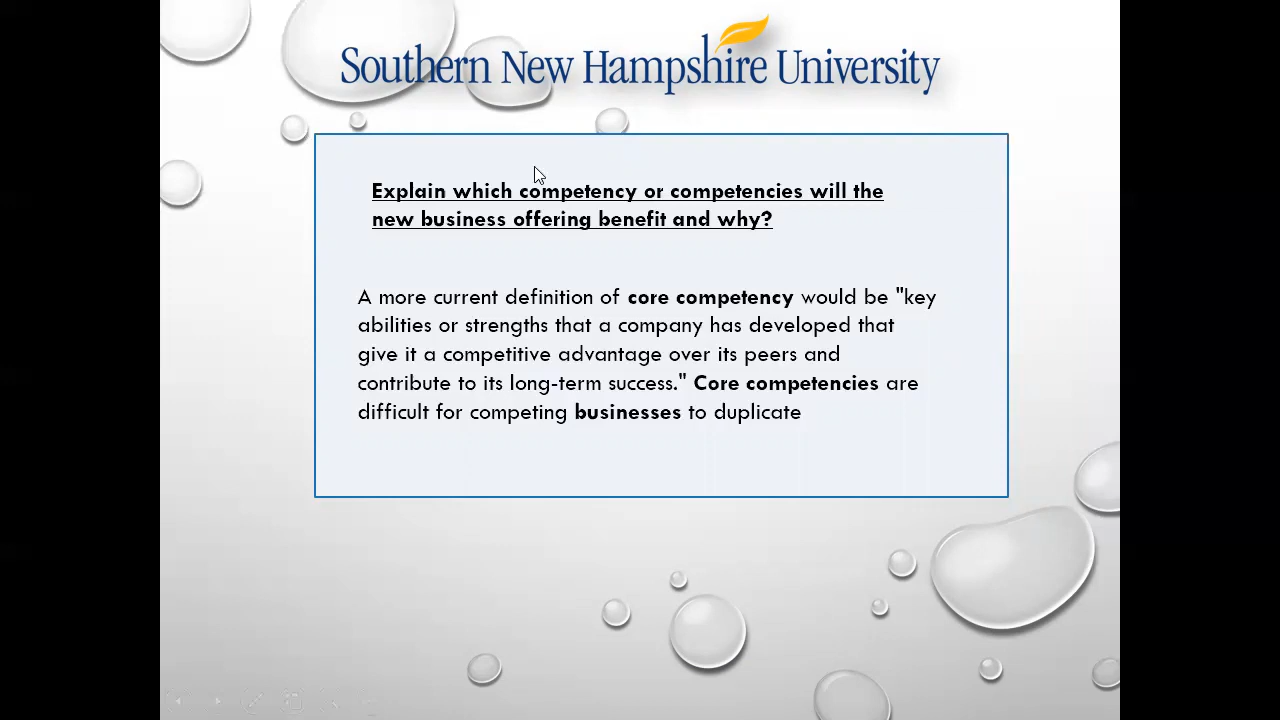 Southern New Hampshire University
Explain which competency or competencies will the
new business offering benefit and why?
A more current definition of core competency would be "key
abilities or strengths that a company has developed that
give it a competitive advantage over its peers and
contribute to its long-term success." Core competencies are
difficult for competing businesses to duplicate